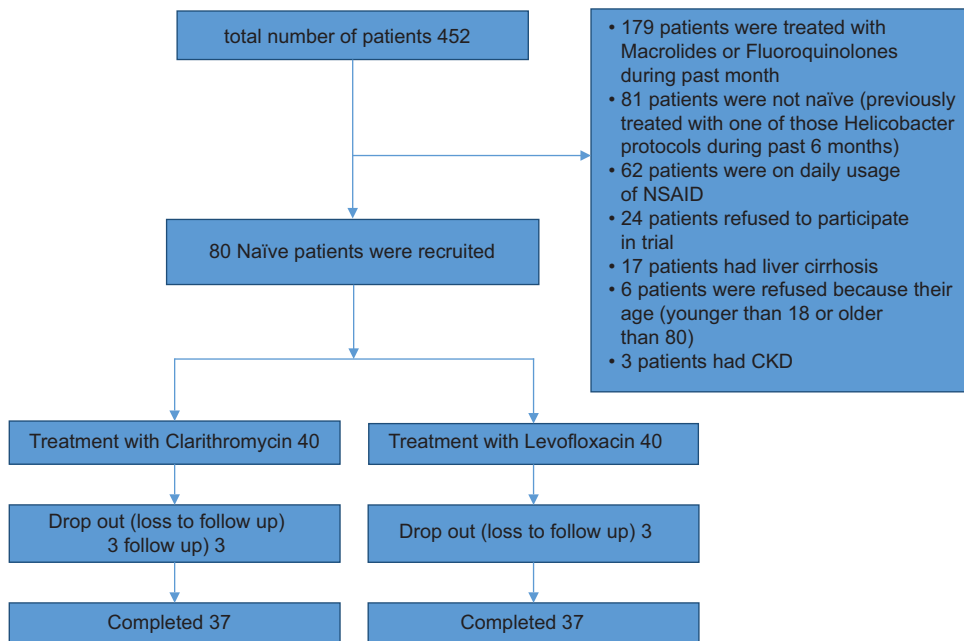 total number of patients 452
• 179 patients were treated with
Macrolides or Fluoroquinolones
during past month
• 81 patients were not naïve (previously
treated with one of those Helicobacter
protocols during past 6 months)
• 62 patients were on daily usage
of NSAID
• 24 patients refused to participate
in trial
• 17 patients had liver cirrhosis
• 6 patients were refused because their
age (younger than 18 or older
than 80)
• 3 patients had CKD
80 Naïve patients were recruited
Treatment with Clarithromycin 40
Treatment with Levofloxacin 40
Drop out (loss to follow up)
3 follow up) 3
Drop out (loss to follow up) 3
Completed 37
Completed 37